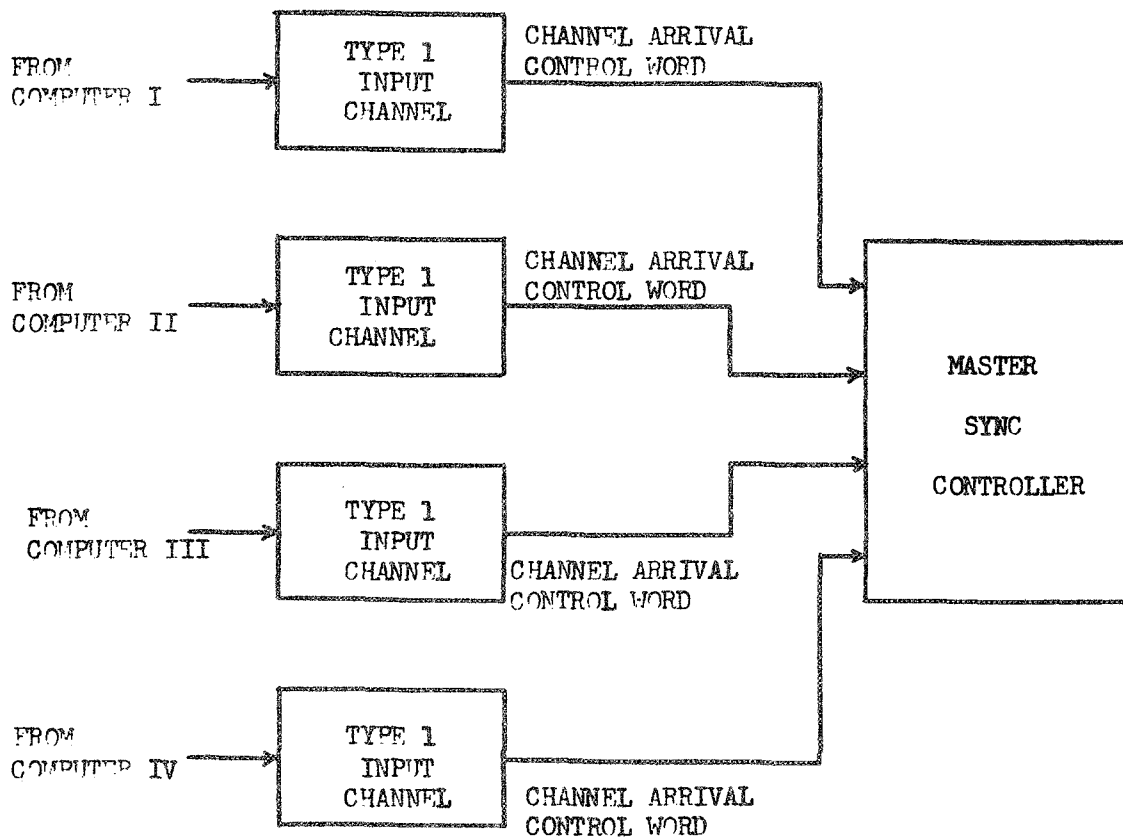 FROM
COMPUTER I
TYPE 1
INPUT
CHANNEL
CHANNEL ARRIVAL
CONTROL WORD
FROM
COMPUTER II
TYPE 1
INPUT
CHANNEL
CHANNEL ARRIVAL
CONTROL WORD
MASTER
SYNC
CONTROLLER
FROM
COMPUTER III
TYPE 1
INPUT
CHANNEL
CHANNEL ARRIVAL
CONTROL WORD
FROM
COMPUTER IV
TYPE 1
INPUT
CHANNEL
CHANNEL ARRIVAL
CONTROL WORD